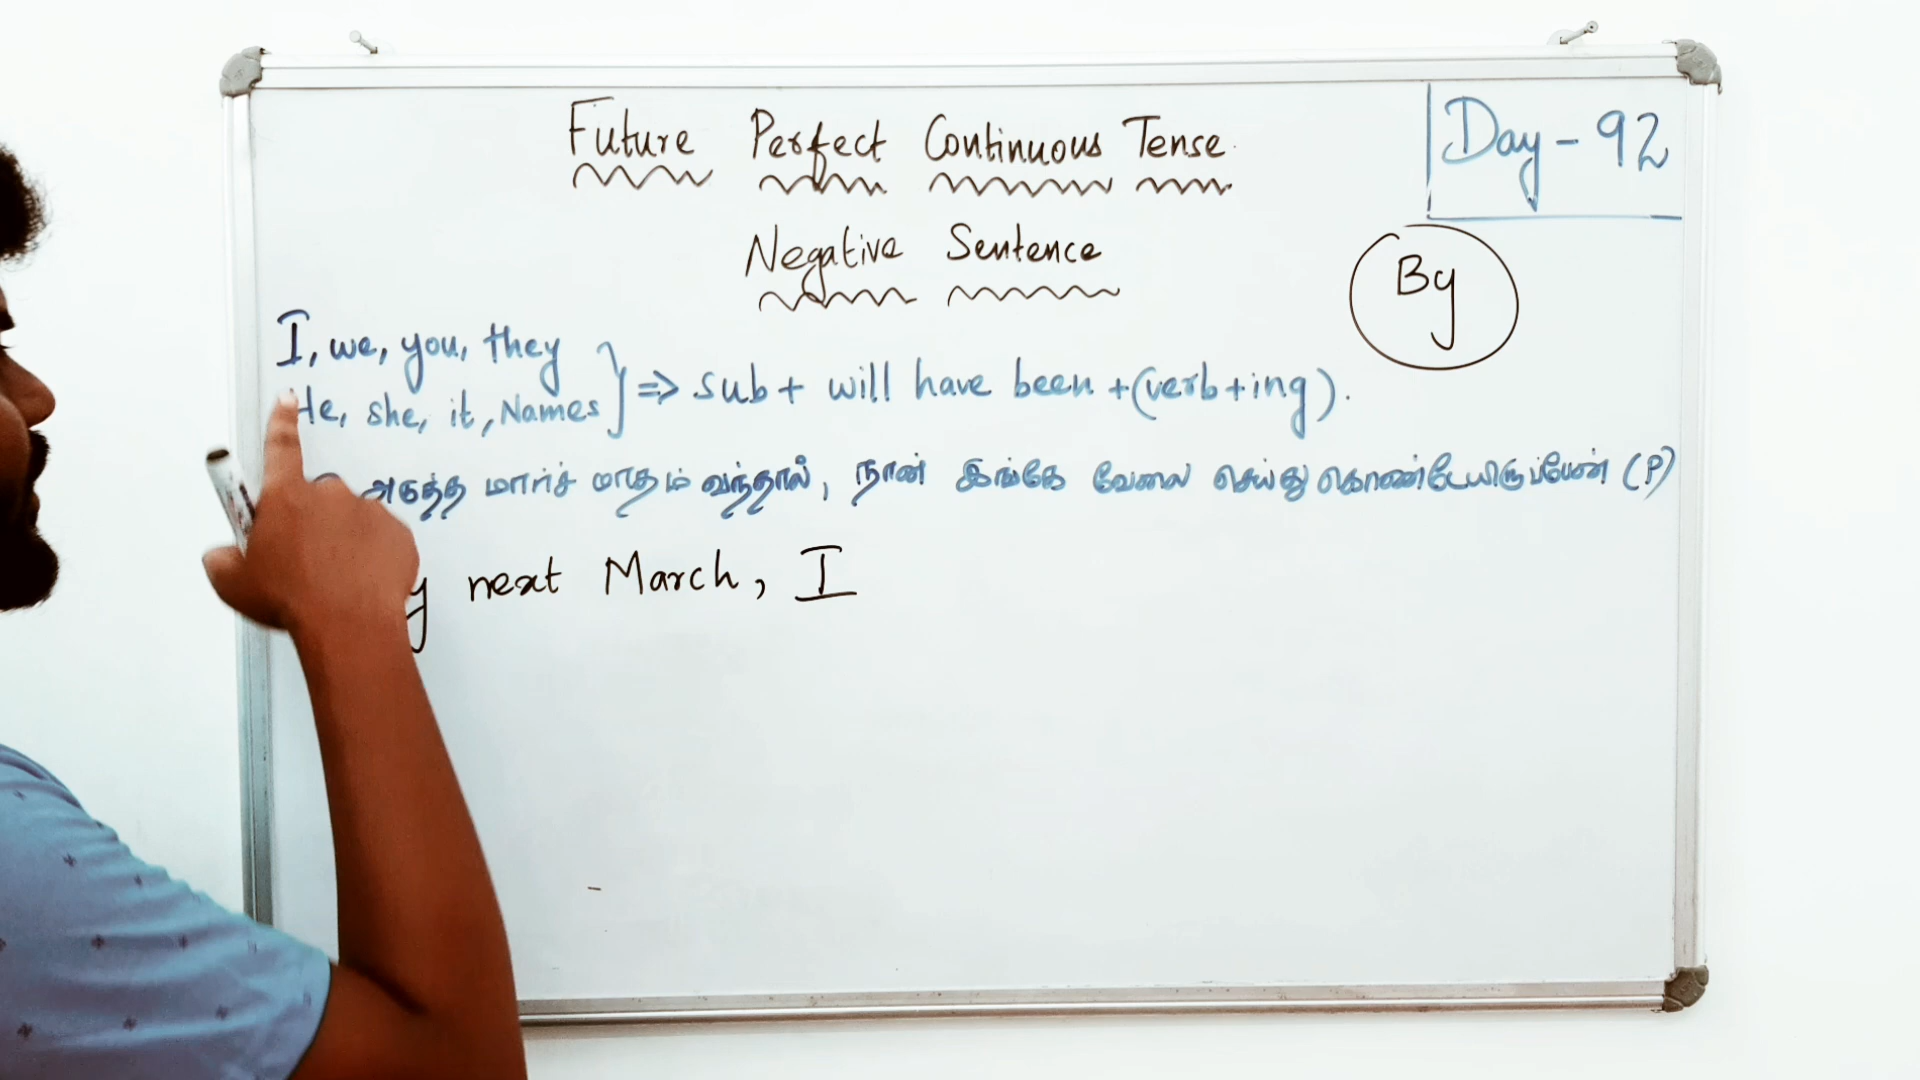 Future Perfect Continuous Tense.
Day - 92
Negative Sentence
By
I, we, you, they
He, she, it, Names } => sub + will have been + (verb+ing).
அடுத்த மார்ச் மாதம் வந்தால், நான் இங்கே வேலை செய்து கொண்டேயிருப்பேன் (P)
next March, I